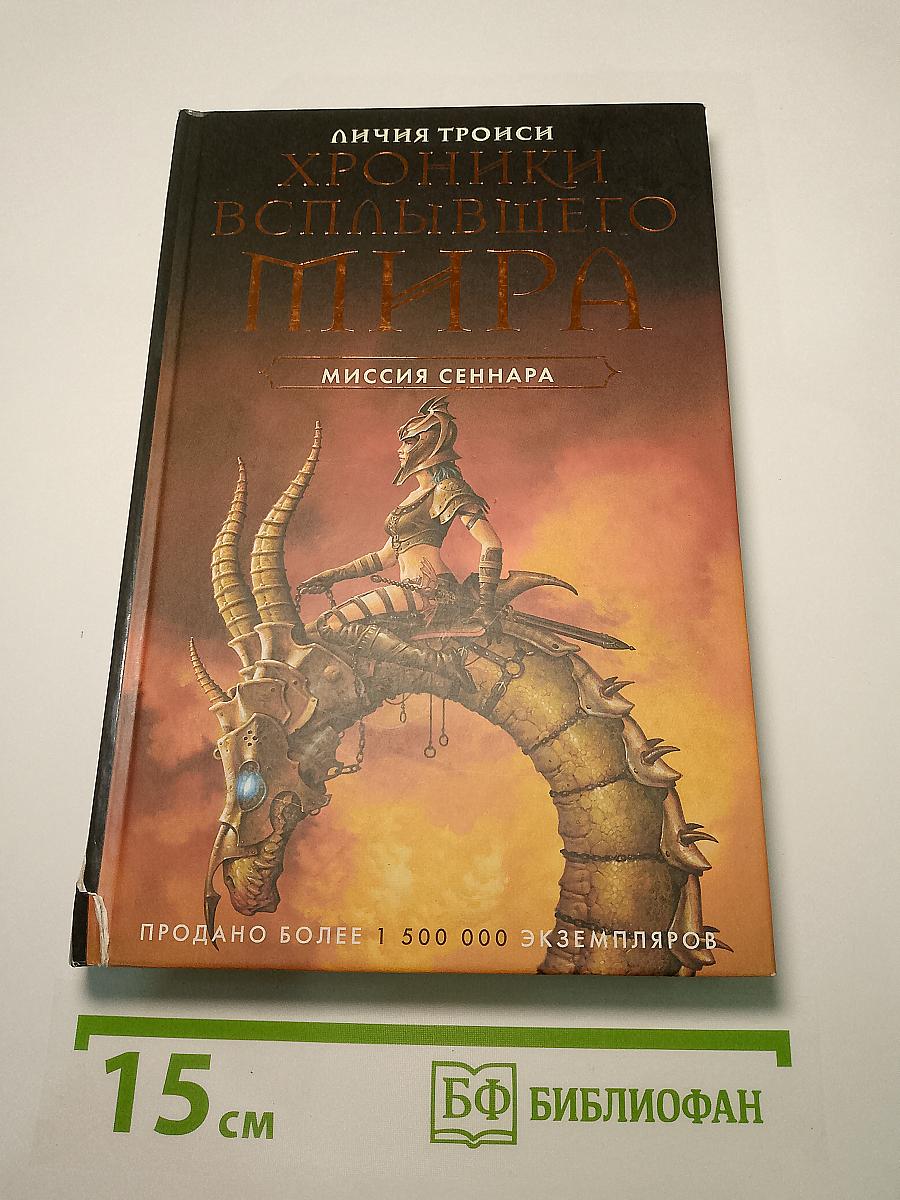 ЛИЧИЯ ТРОИСИ
ХРОНИКИ
ВСПЛЫВШЕГО
МИРА
МИССИЯ СЕННАРА
ПРОДАНО БОЛЕЕ 1 500 000 ЭКЗЕМПЛЯРОВ
15 см
БФ БИБЛИОФАН